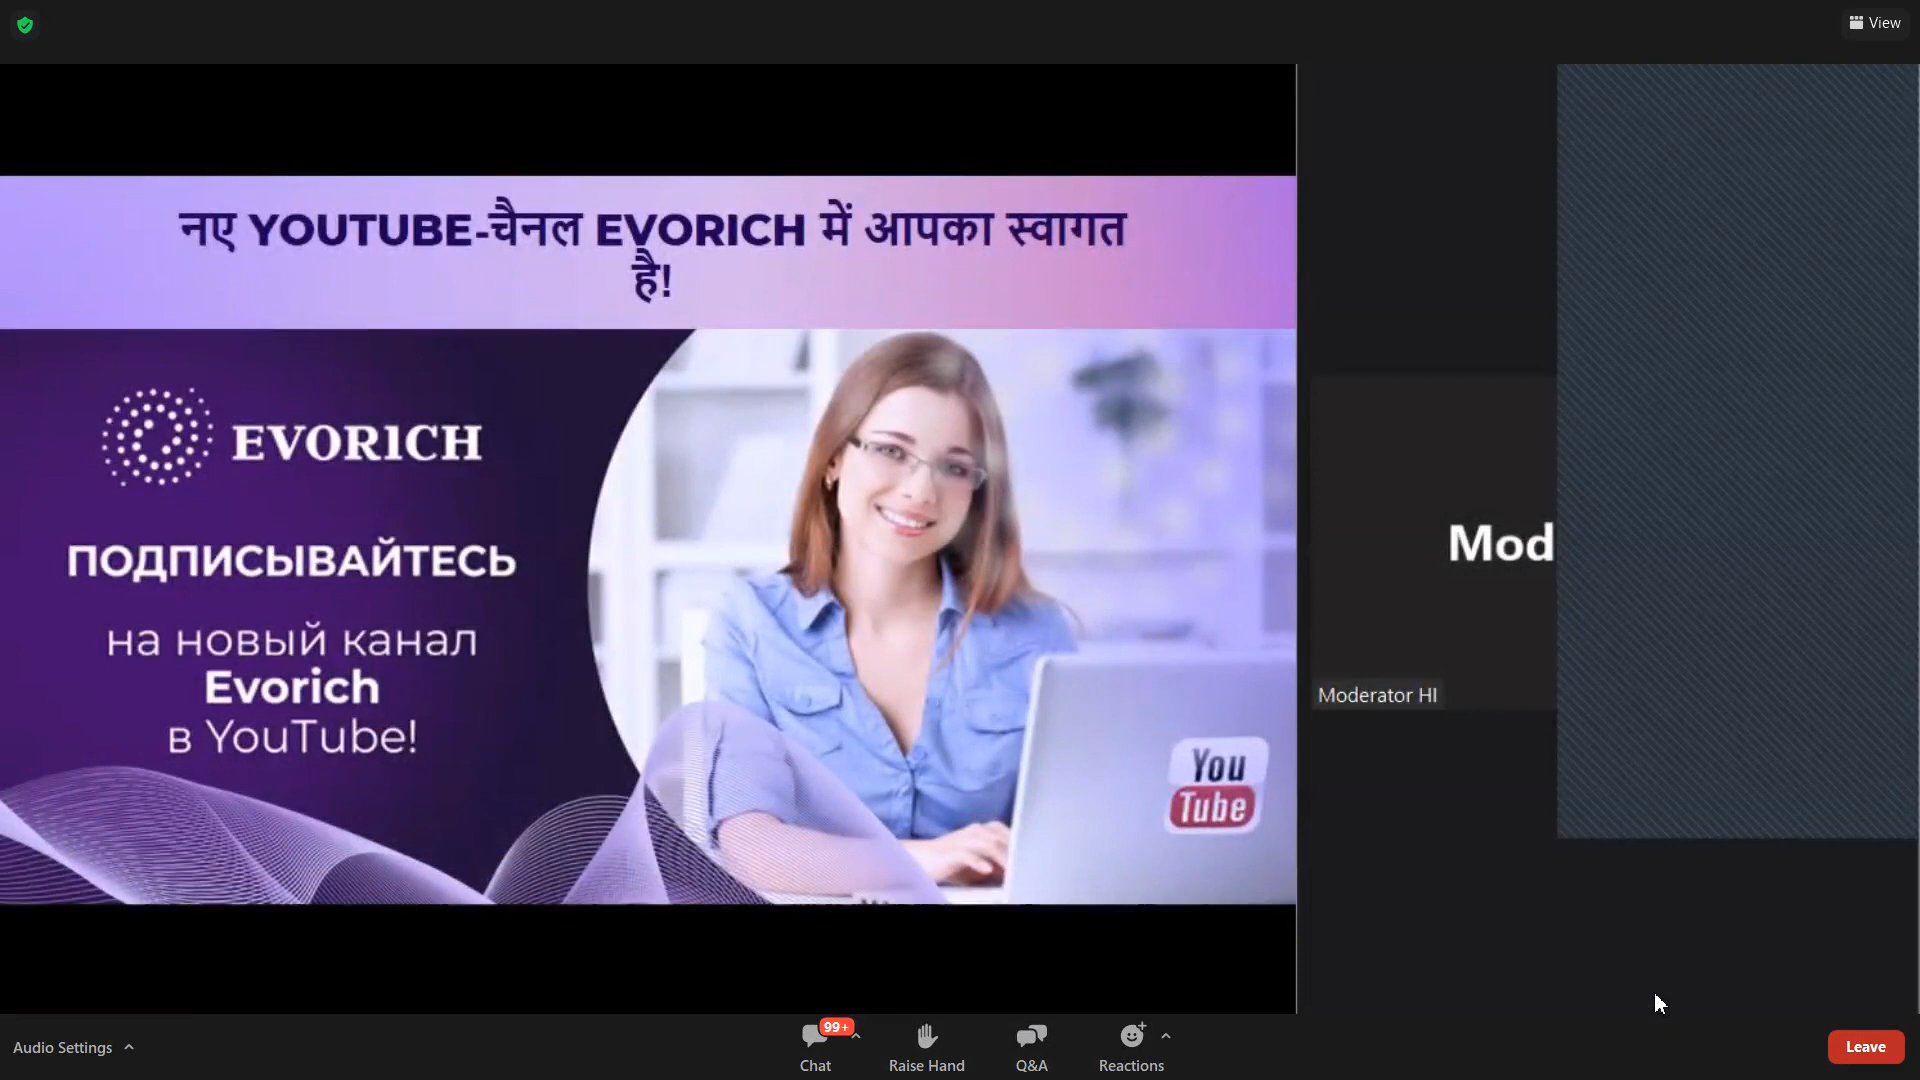 View
नए YOUTUBE-चैनल EVORICH में आपका स्वागत
है!
EVORICH
ПОДПИСЫВАЙТЕСЬ
на новый канал
Evorich
в YouTube!
You
Tube
Mod
Moderator HI
Audio Settings
99+
Chat
Raise Hand
Q&A
Reactions
Leave